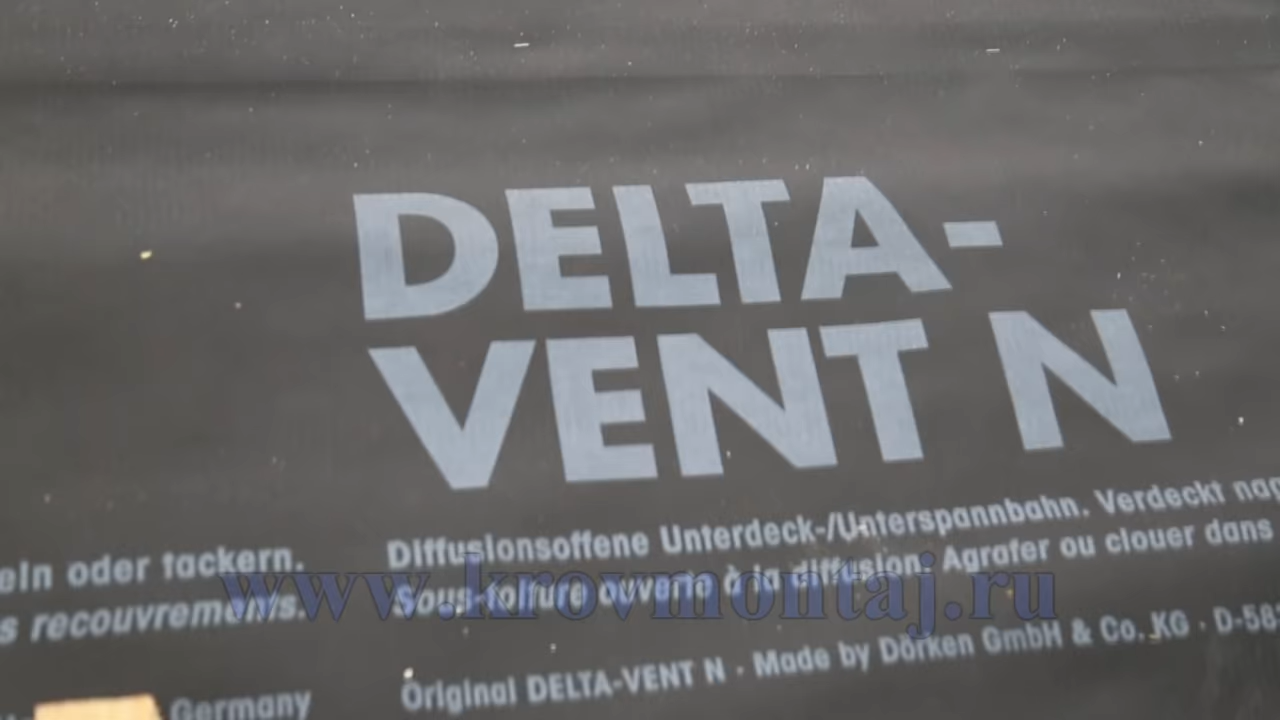 DELTA-
VENT N
eln oder tackern.
s recouvrements.
Germany
Diffusionsoffene Unterdeck-/Unterspannbahn. Verdeckt nag
Sous-toiture ouverte à la diffusion. Agrafer ou clouer dans
Original DELTA-VENT N · Made by Dörken GmbH & Co. KG · D-58
www.krovmontaj.ru